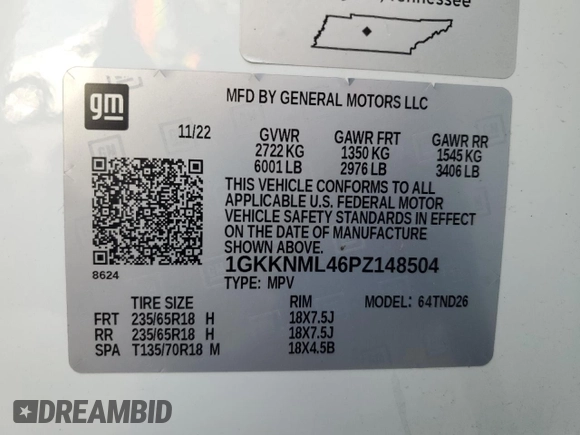 Tennessee
gm
MFD BY GENERAL MOTORS LLC
11/22 GVWR GAWR FRT GAWR RR
2722 KG 1350 KG 1545 KG
6001 LB 2976 LB 3406 LB
THIS VEHICLE CONFORMS TO ALL
APPLICABLE U.S. FEDERAL MOTOR
VEHICLE SAFETY STANDARDS IN EFFECT
ON THE DATE OF MANUFACTURE
SHOWN ABOVE.
8624
1GKKNML46PZ148504
TYPE: MPV
TIRE SIZE RIM MODEL: 64TND26
FRT 235/65R18 H 18X7.5J
RR 235/65R18 H 18X7.5J
SPA T135/70R18 M 18X4.5B
DREAMBID